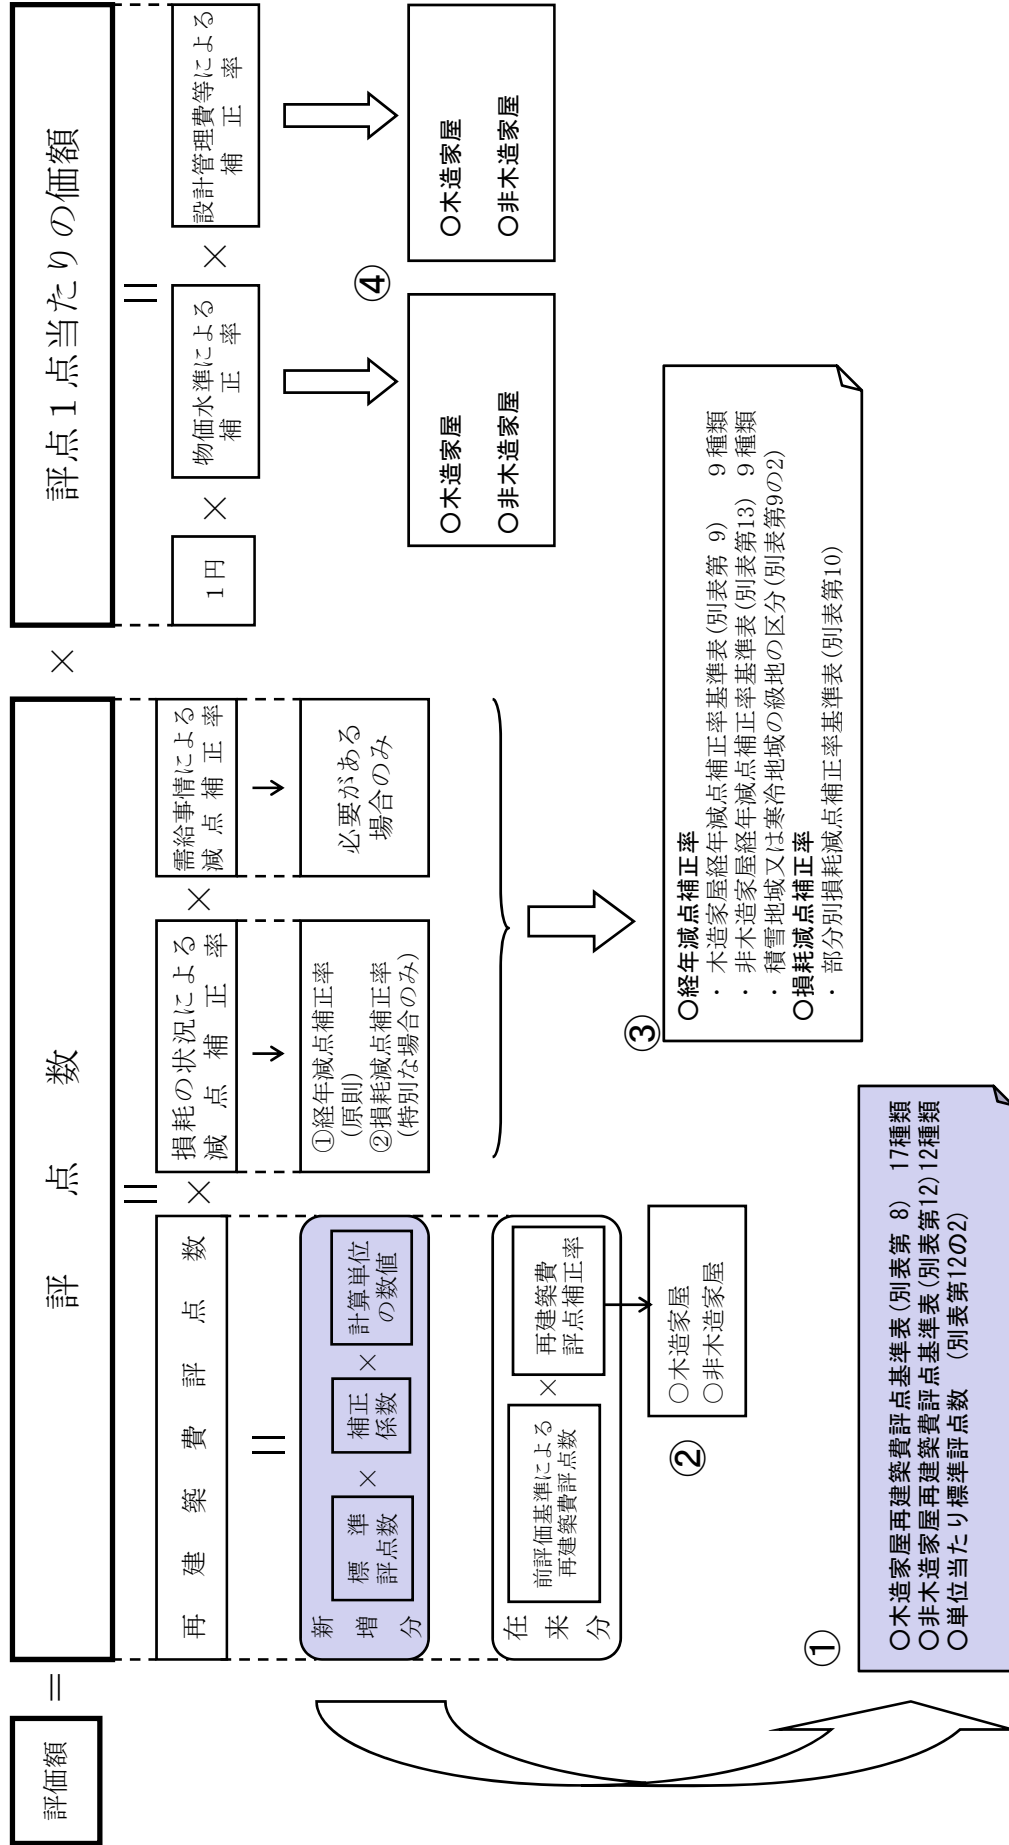 評価額 ＝ 評点数 × 評点１点当たりの価額
＝
＝
再建築費評点数 × 損耗の状況による
減点補正率 × 需給事情による
減点補正率
１円 × 物価水準による
補正率 × 設計管理費等による
補正率
＝
新増分
標準
評点数 × 補正
係数 × 計算単位
の数値
在来分
前評価基準による
再建築費評点数 × 再建築費
評点補正率
①経年減点補正率
(原則)
②損耗減点補正率
(特別な場合のみ)
必要がある
場合のみ
①
〇木造家屋再建築費評点基準表(別表第 8) 17種類
〇非木造家屋再建築費評点基準表(別表第12)12種類
〇単位当たり標準評点数 (別表第12の2)
②
〇木造家屋
〇非木造家屋
③
〇経年減点補正率
・ 木造家屋経年減点補正率基準表(別表第 9) ９種類
・ 非木造家屋経年減点補正率基準表(別表第13) ９種類
・ 積雪地域又は寒冷地域の級地の区分(別表第9の2)
〇損耗減点補正率
・ 部分別損耗減点補正率基準表(別表第10)
④
〇木造家屋
〇非木造家屋
〇木造家屋
〇非木造家屋